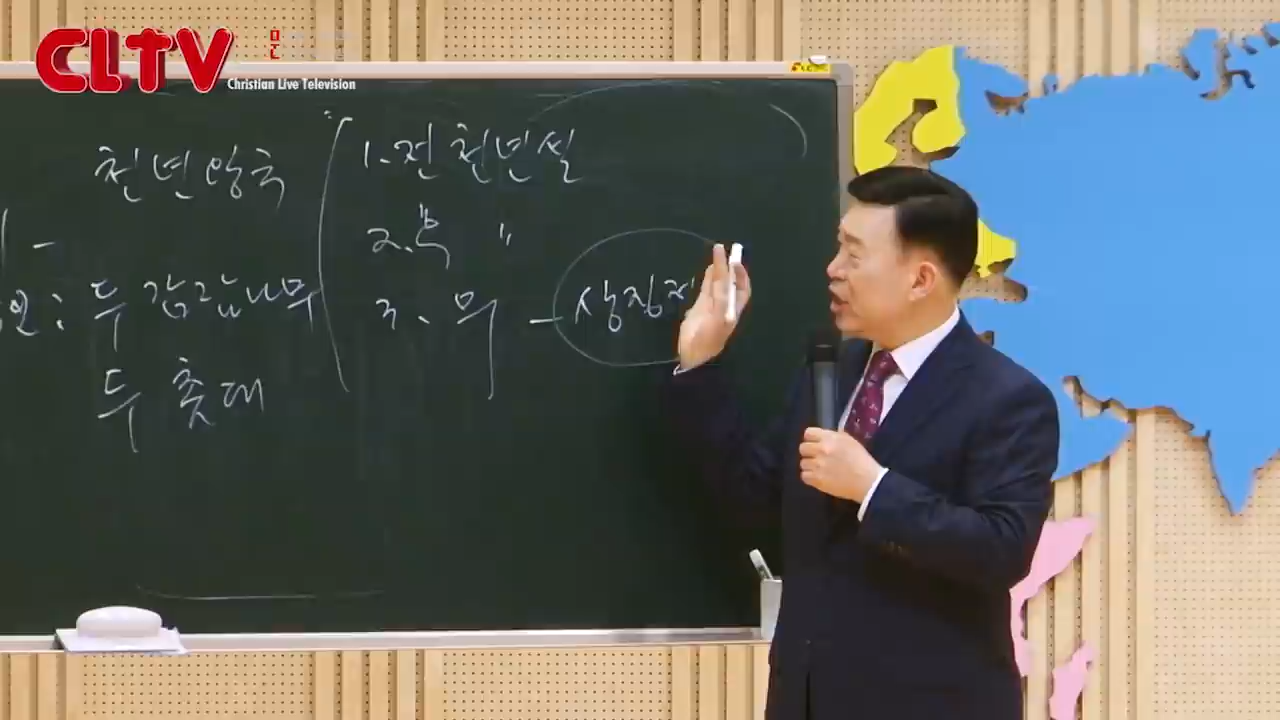 CLTV
Christian Live Television
천년왕국
두 감람나무
두 촛대
1. 전 천년설
2. 후 "
3. 무 - 상징적